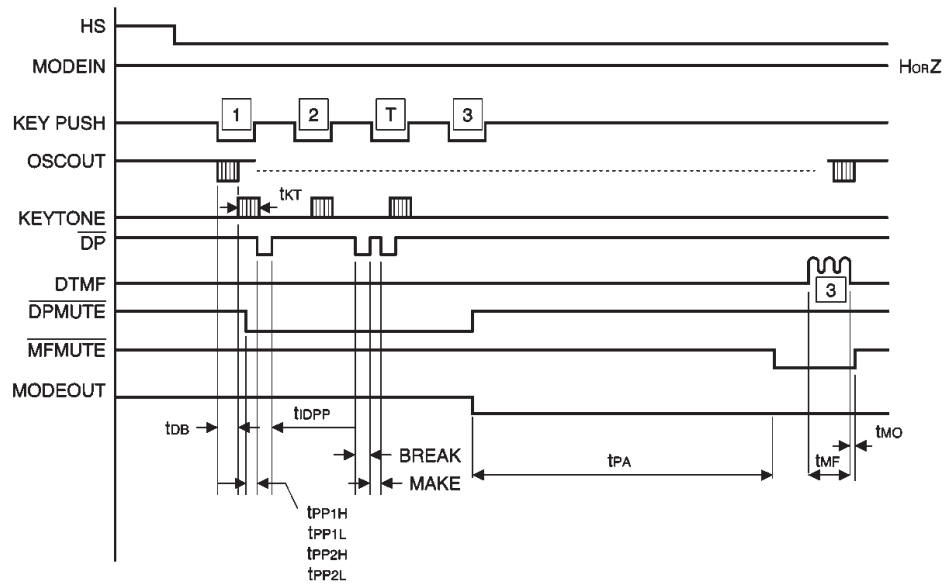 HS
MODEIN
HORZ
KEY PUSH
1
2
T
3
OSCOUT
tKT
KEYTONE
DP
DTMF
3
DPMUTE
MFMUTE
MODEOUT
tDB
tIDPP
BREAK
MAKE
tPA
tMF
tMO
tPP1H
tPP1L
tPP2H
tPP2L